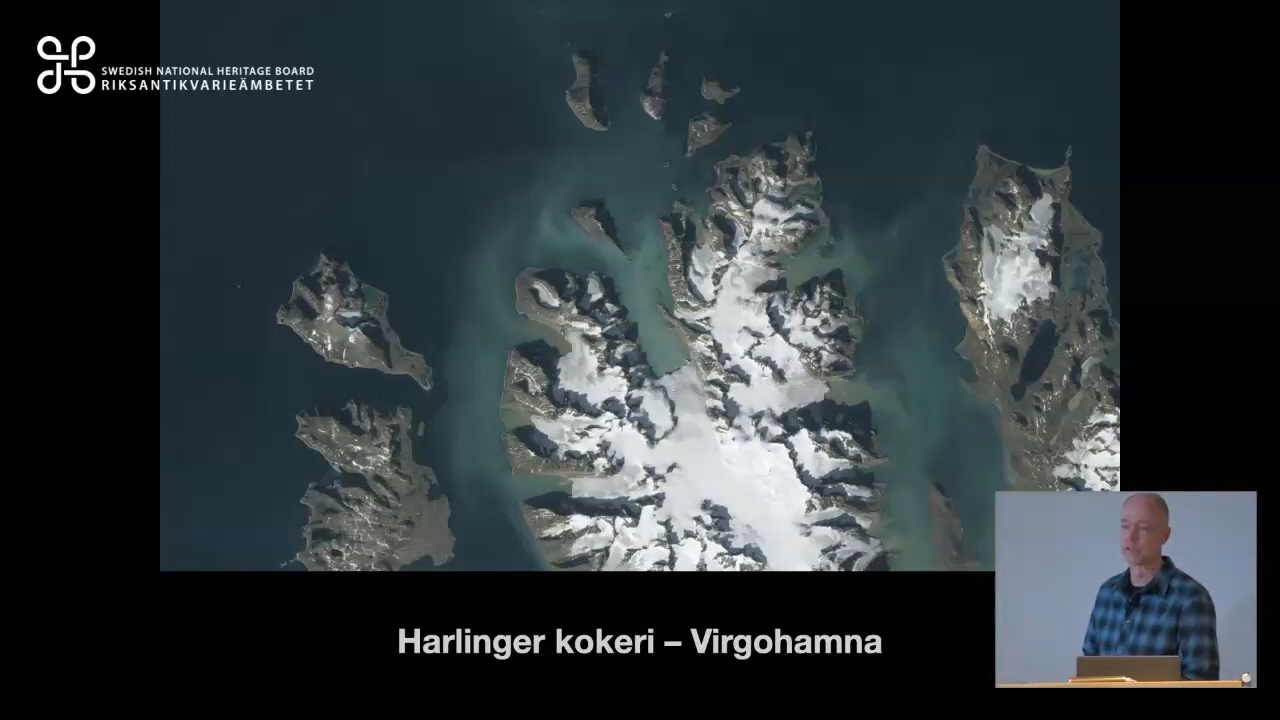 SWEDISH NATIONAL HERITAGE BOARD
RIKSANTIKVARIEÄMBETET
Harlinger kokeri – Virgohamna